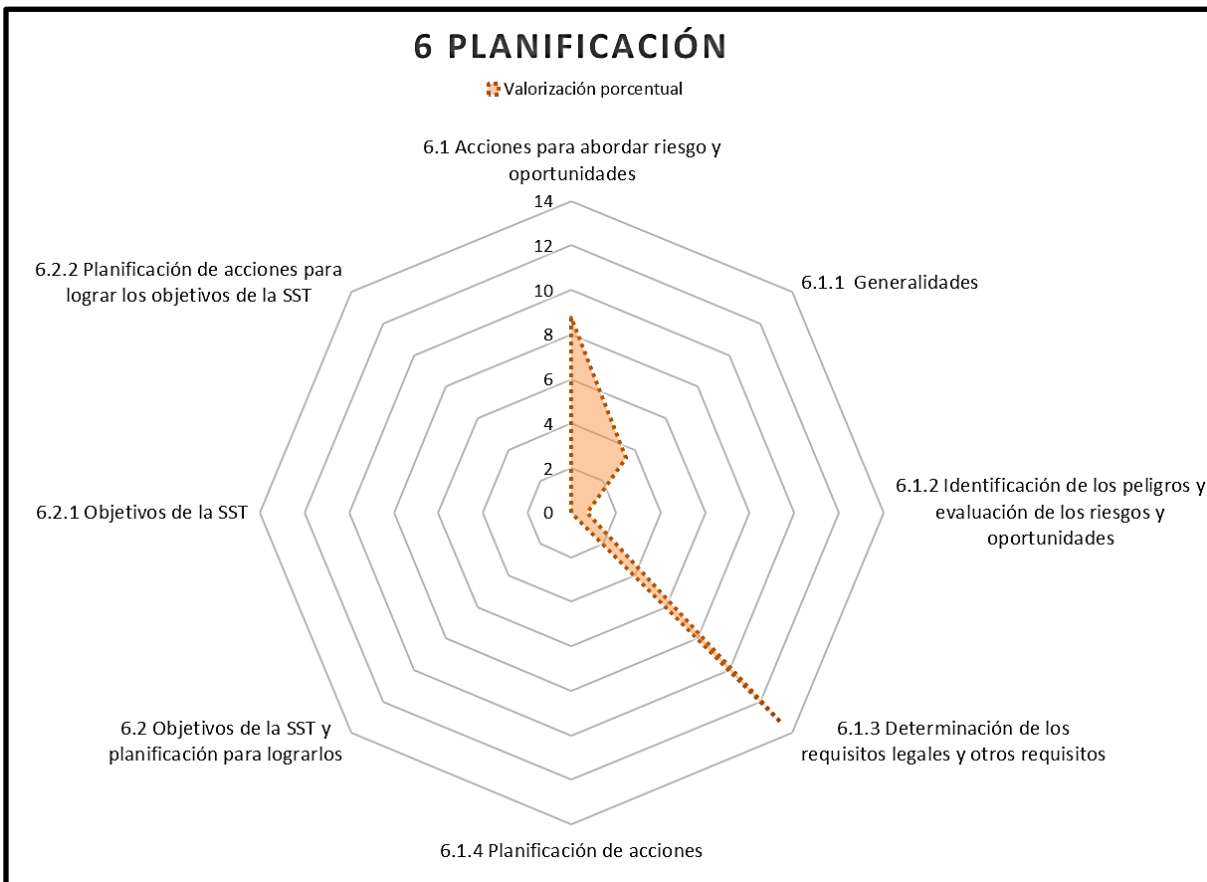 6 PLANIFICACIÓN
Valorización porcentual
6.1 Acciones para abordar riesgo y
oportunidades
14
12
10
8
6
4
2
0
6.1.1 Generalidades
6.1.2 Identificación de los peligros y
evaluación de los riesgos y
oportunidades
6.1.3 Determinación de los
requisitos legales y otros requisitos
6.1.4 Planificación de acciones
6.2 Objetivos de la SST y
planificación para lograrlos
6.2.1 Objetivos de la SST
6.2.2 Planificación de acciones para
lograr los objetivos de la SST